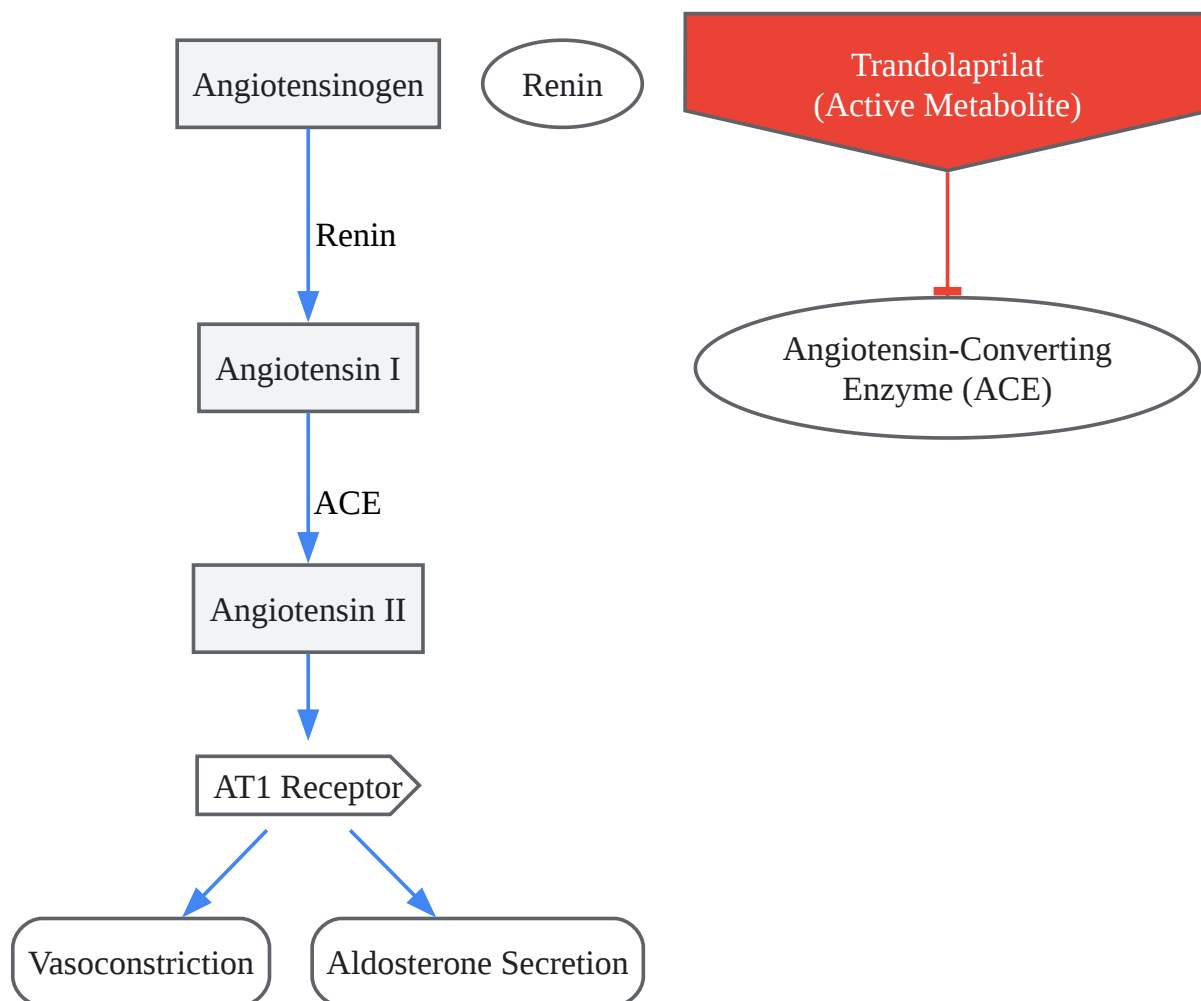 Angiotensinogen
Renin
Trandolaprilat
(Active Metabolite)
Renin
Angiotensin I
Angiotensin-Converting
Enzyme (ACE)
ACE
Angiotensin II
AT1 Receptor
Vasoconstriction
Aldosterone Secretion